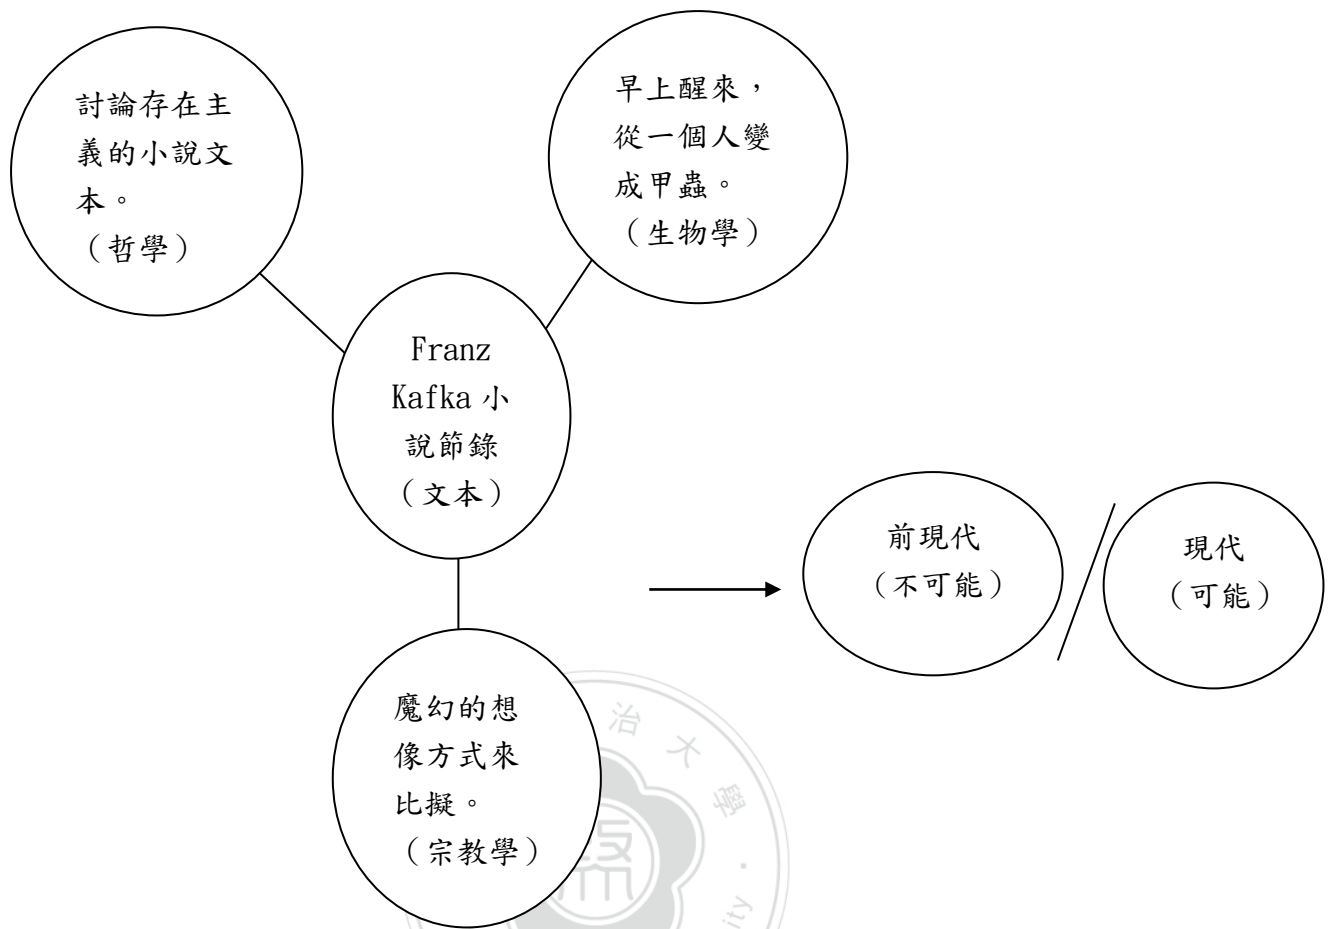 討論存在主
義的小說文
本。
（哲學）
早上醒來，
從一個人變
成甲蟲。
（生物學）
Franz
Kafka 小
說節錄
（文本）
前現代
（不可能）
現代
（可能）
魔幻的想
像方式來
比擬。
（宗教學）
治大學